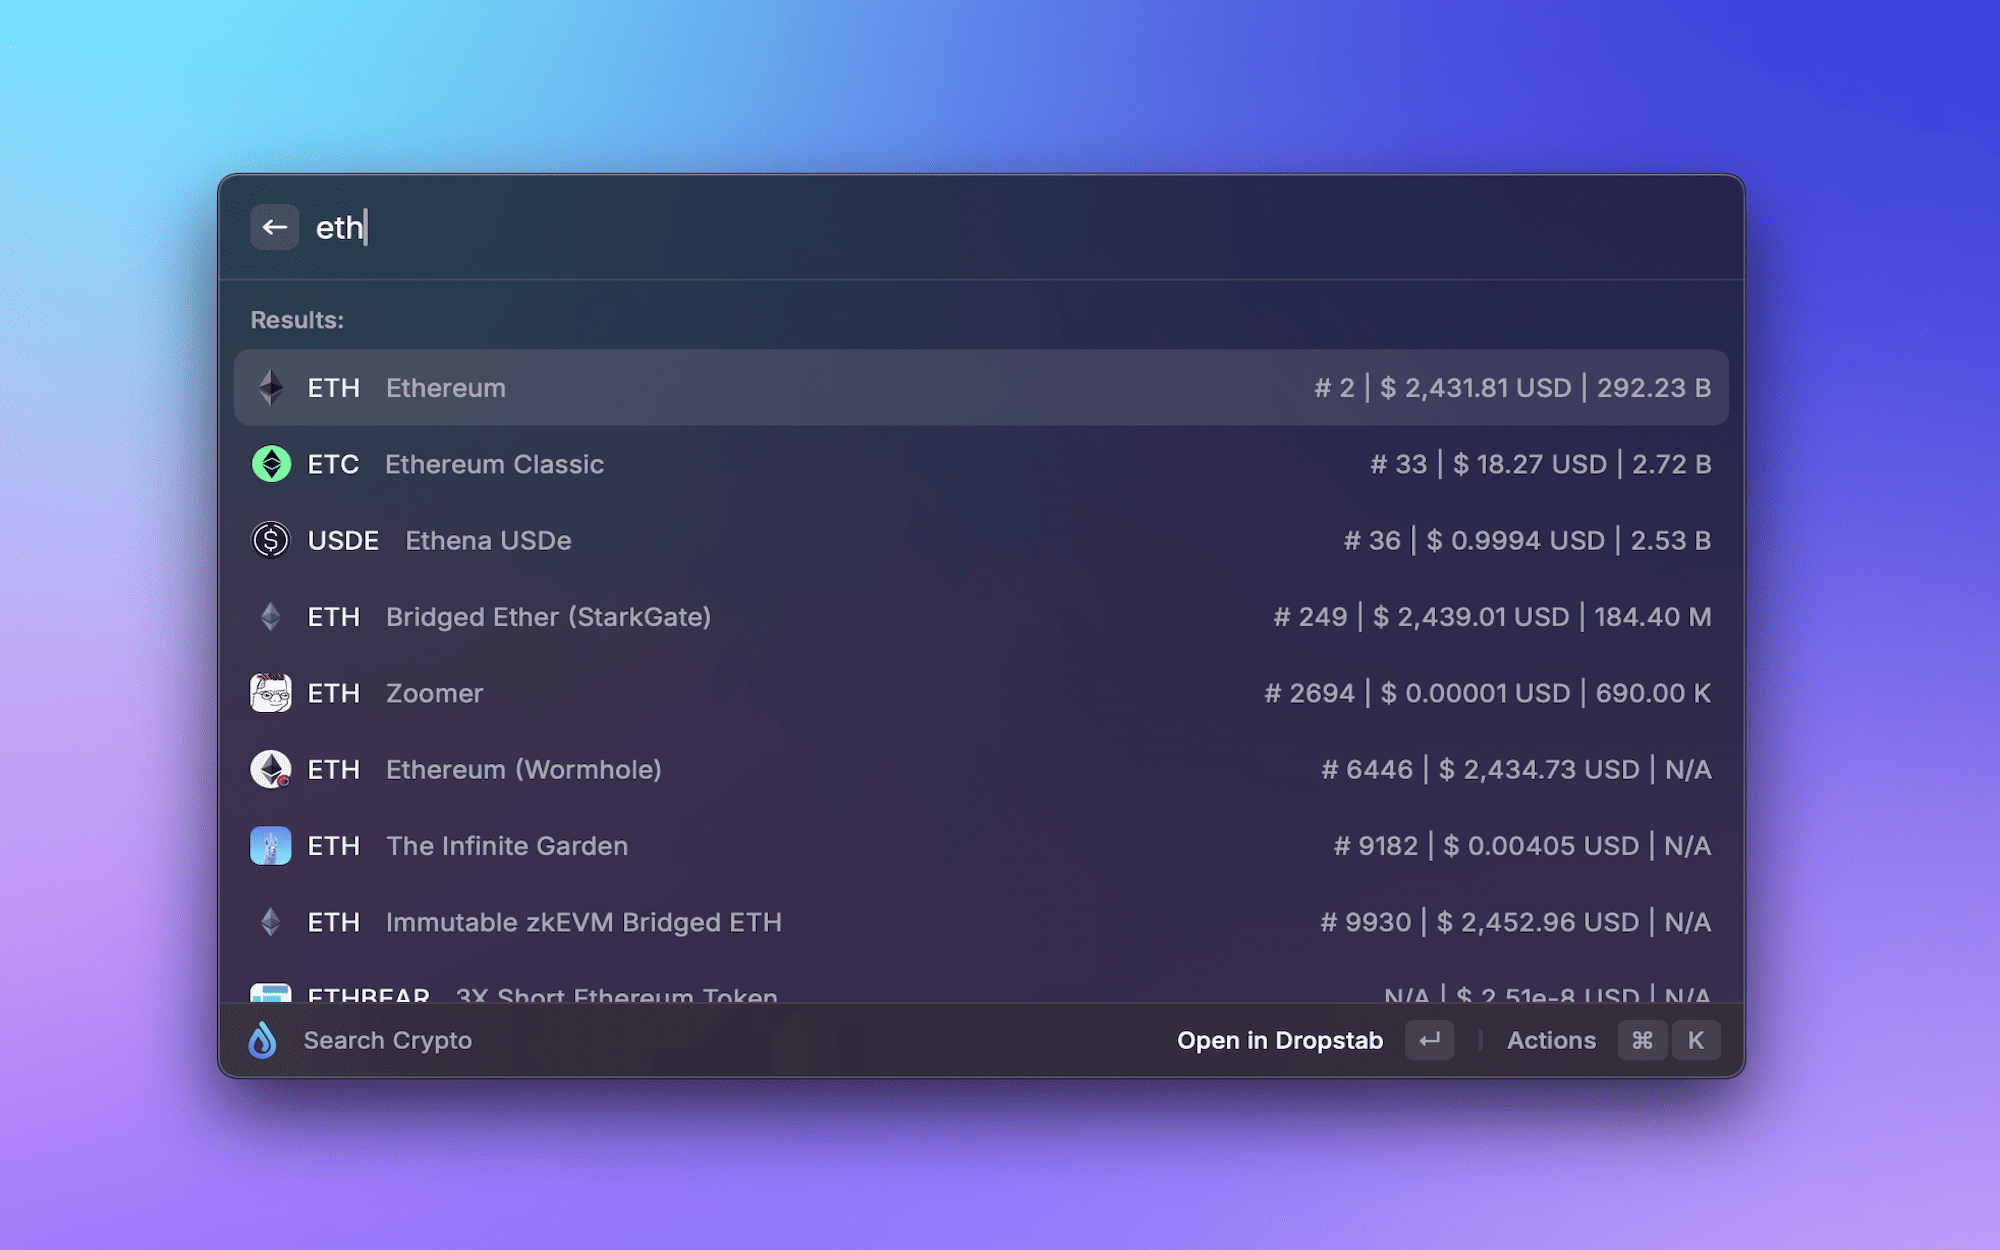 eth
Results:
ETH Ethereum # 2 | $ 2,431.81 USD | 292.23 B
ETC Ethereum Classic # 33 | $ 18.27 USD | 2.72 B
USDE Ethena USDe # 36 | $ 0.9994 USD | 2.53 B
ETH Bridged Ether (StarkGate) # 249 | $ 2,439.01 USD | 184.40 M
ETH Zoomer # 2694 | $ 0.00001 USD | 690.00 K
ETH Ethereum (Wormhole) # 6446 | $ 2,434.73 USD | N/A
ETH The Infinite Garden # 9182 | $ 0.00405 USD | N/A
ETH Immutable zkEVM Bridged ETH # 9930 | $ 2,452.96 USD | N/A
ETHBEAR 3X Short Ethereum Token N/A | $ 2.51e-8 USD | N/A
Search Crypto Open in Dropstab ↵ | Actions ⌘ K